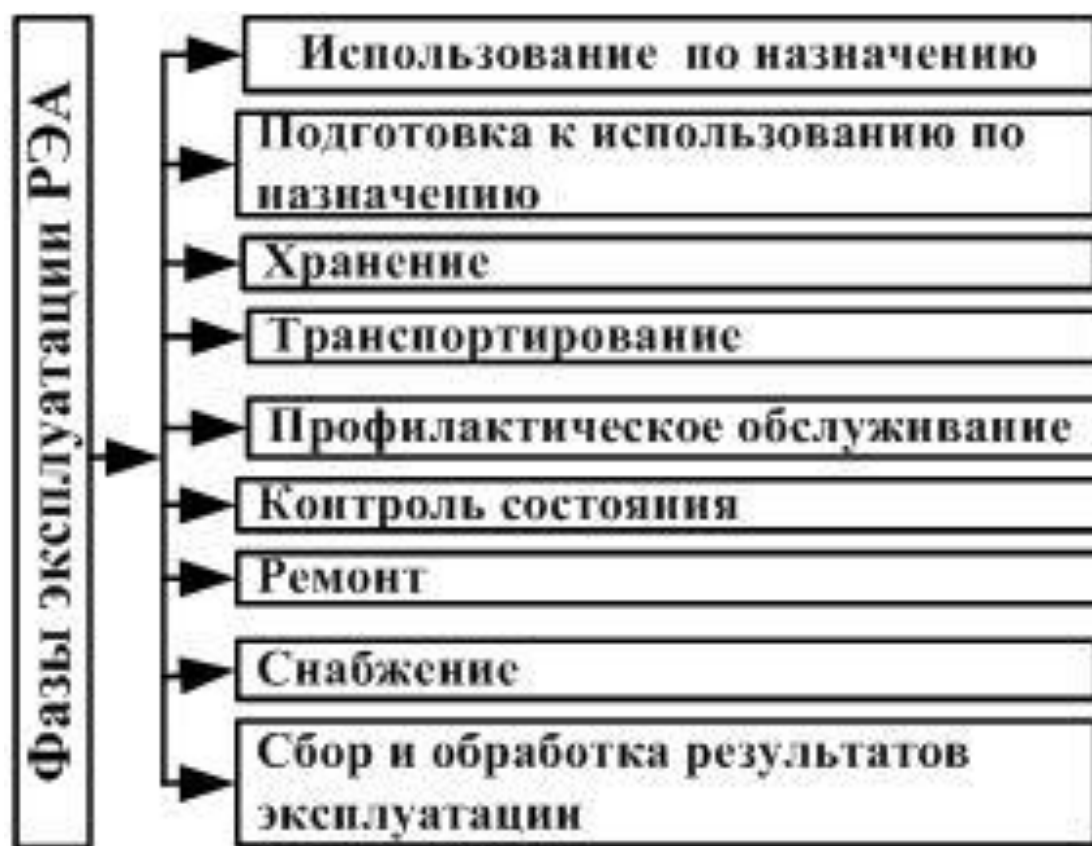 Фазы эксплуатации РЭА
Использование по назначению
Подготовка к использованию по
назначению
Хранение
Транспортирование
Профилактическое обслуживание
Контроль состояния
Ремонт
Снабжение
Сбор и обработка результатов
эксплуатации